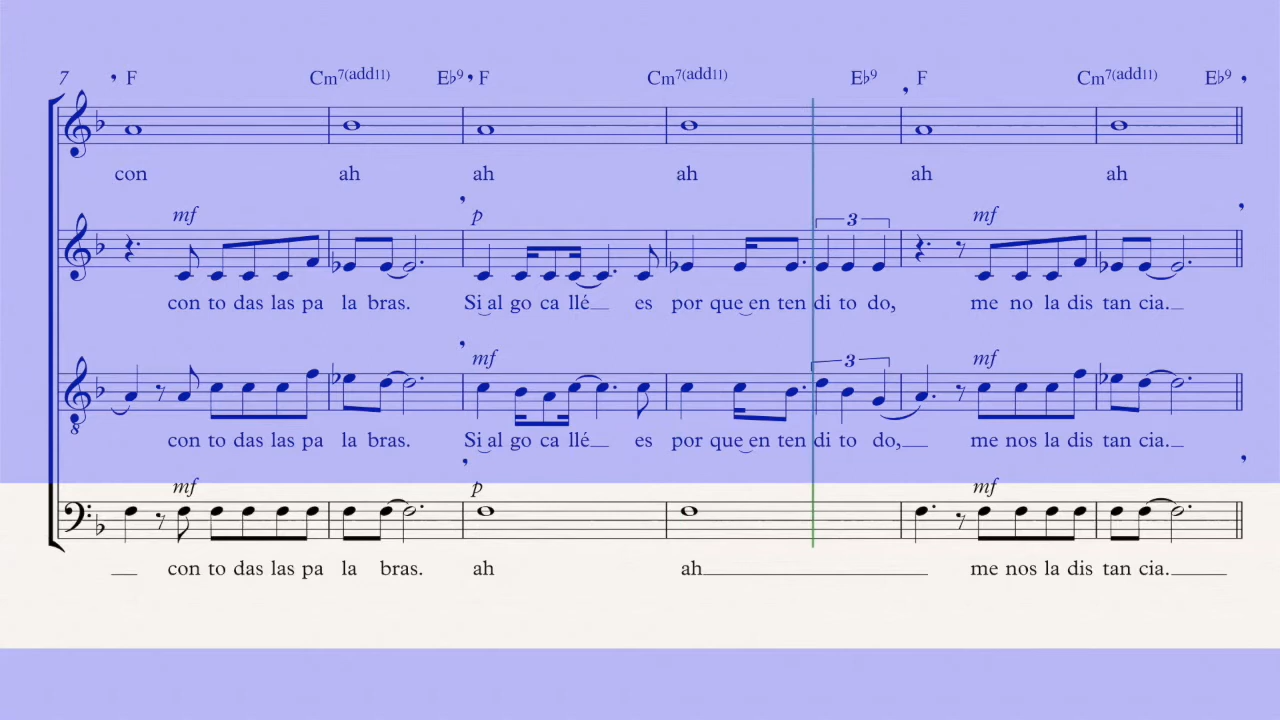 7 F Cm7(add11) E♭9 F Cm7(add11) E♭9 F Cm7(add11) E♭9
con ah ah ah ah ah
mf p mf
3
con to das las pa la bras. Si al go ca llé es por que en ten di to do, me no la dis tan cia.
mf mf
3
8
con to das las pa la bras. Si al go ca llé es por que en ten di to do, me nos la dis tan cia.
mf p mf
con to das las pa la bras. ah ah me nos la dis tan cia.